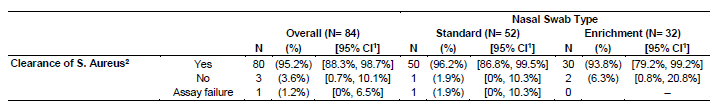 Nasal Swab Type
Overall (N= 84) Standard (N= 52) Enrichment (N= 32)
N (%) [95% CI¹] N (%) [95% CI¹] N (%) [95% CI¹]
Clearance of S. Aureus² Yes 80 (95.2%) [88.3%, 98.7%] 50 (96.2%) [86.8%, 99.5%] 30 (93.8%) [79.2%, 99.2%]
No 3 (3.6%) [0.7%, 10.1%] 1 (1.9%) [0%, 10.3%] 2 (6.3%) [0.8%, 20.8%]
Assay failure 1 (1.2%) [0%, 6.5%] 1 (1.9%) [0%, 10.3%] 0 –